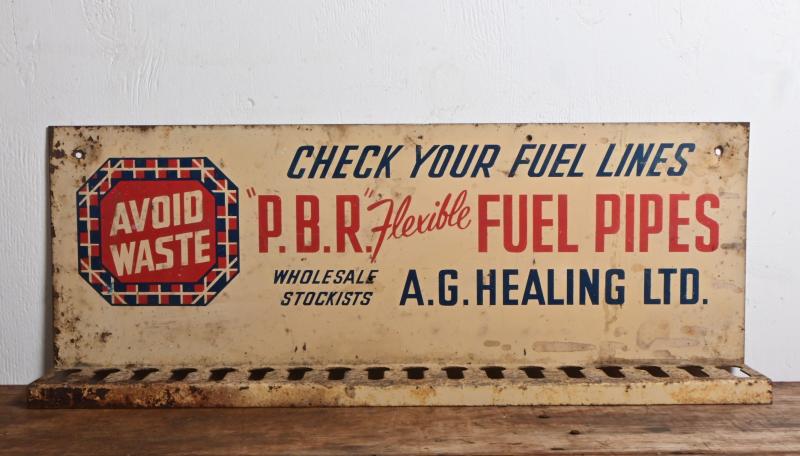 AVOID
WASTE
CHECK YOUR FUEL LINES
"P.B.R." Flexible FUEL PIPES
WHOLESALE
STOCKISTS
A.G. HEALING LTD.